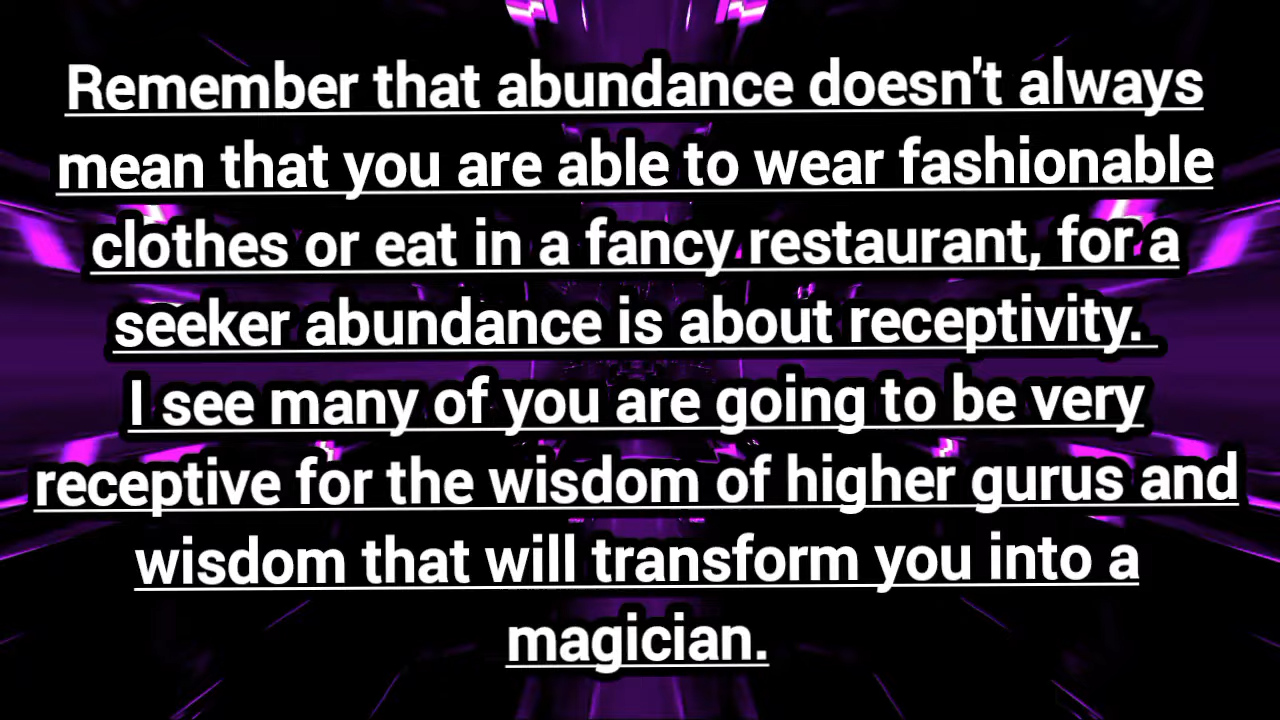 Remember that abundance doesn't always
mean that you are able to wear fashionable
clothes or eat in a fancy restaurant, for a
seeker abundance is about receptivity.
I see many of you are going to be very
receptive for the wisdom of higher gurus and
wisdom that will transform you into a
magician.